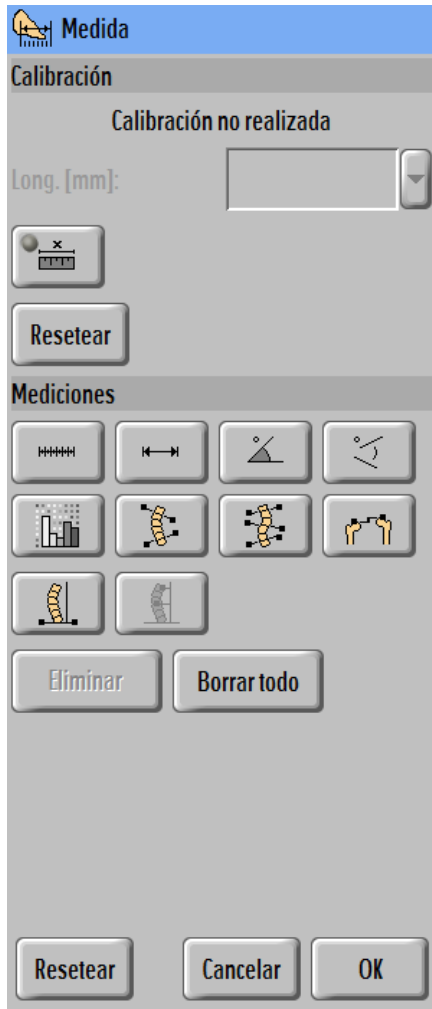 Medida
Calibración
Calibración no realizada
Long. [mm]:
Resetear
Mediciones
Eliminar
Borrar todo
Resetear
Cancelar
OK